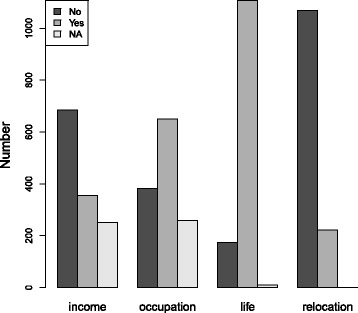 No
Yes
NA
Number
1000
800
600
400
200
0
income occupation life relocation